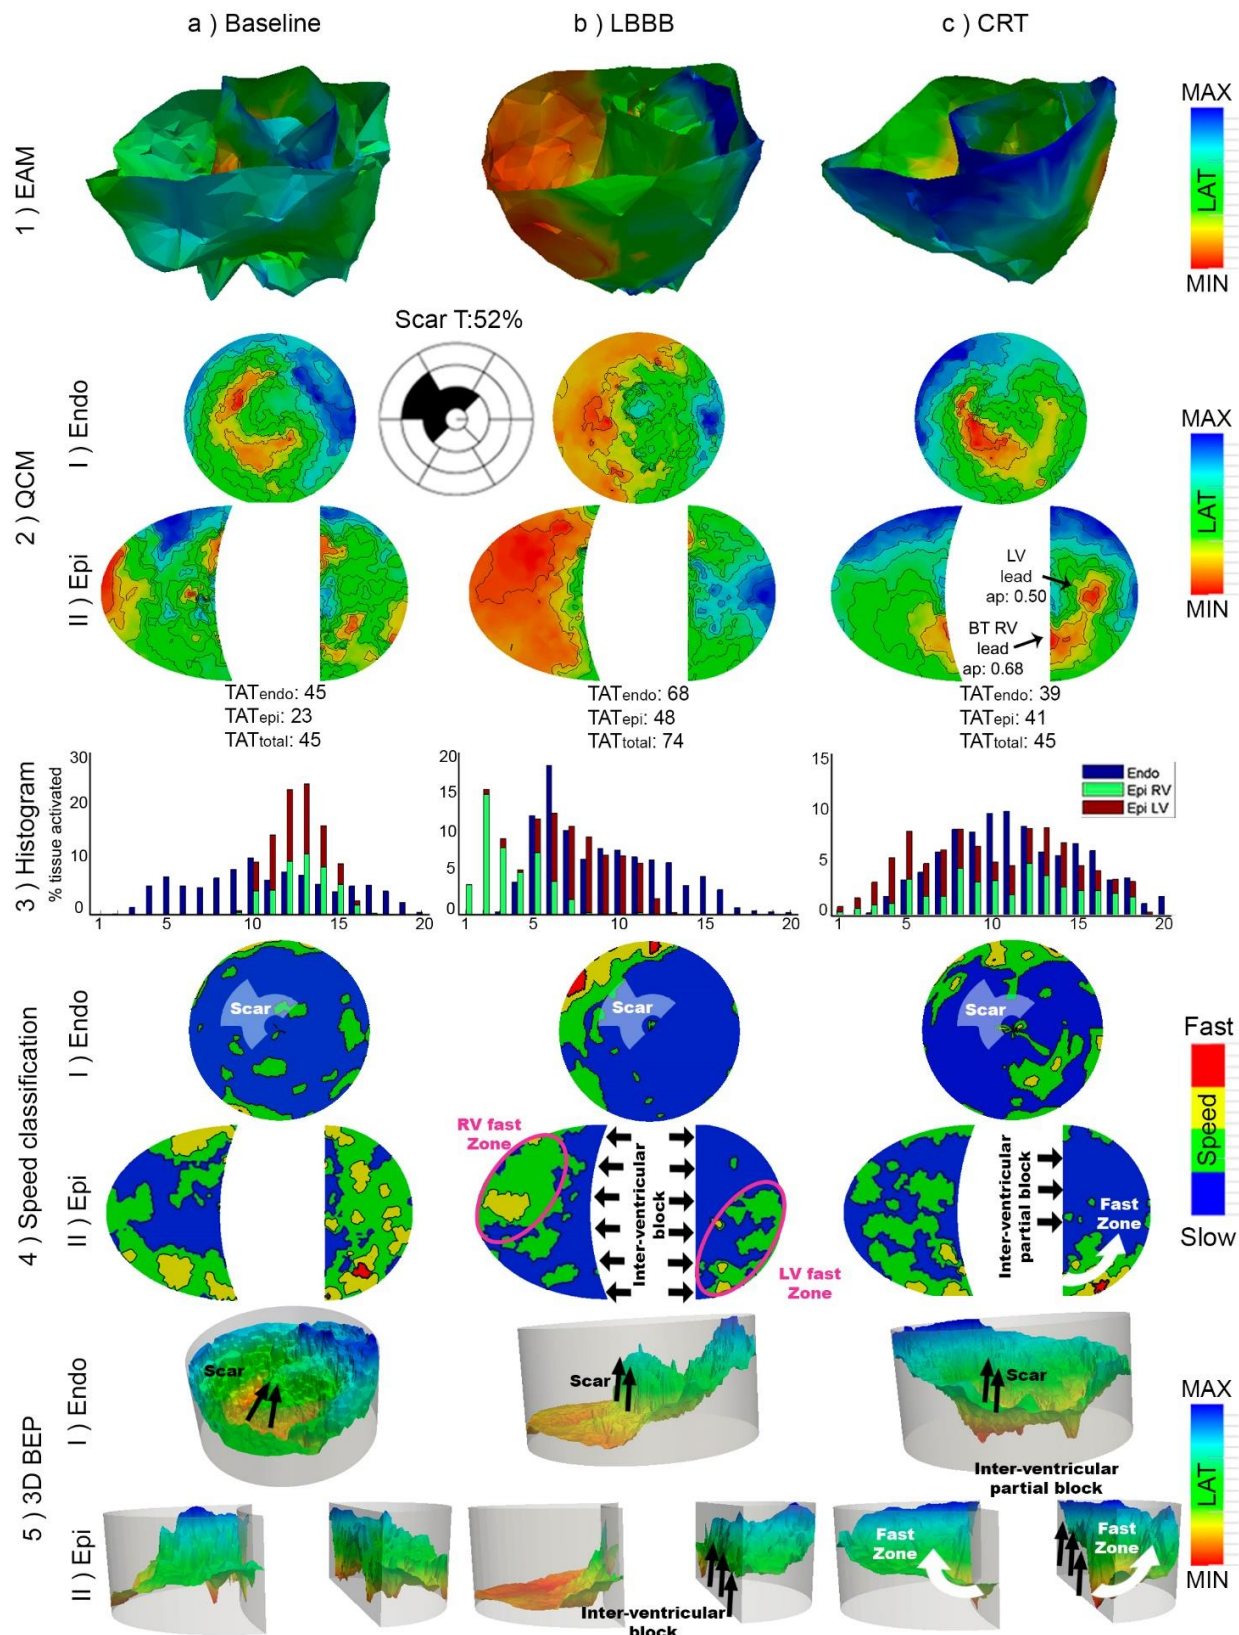 a ) Baseline
b ) LBBB
c ) CRT
1 ) EAM
MAX
LAT
MIN
Scar T:52%
2 ) QCM
I ) Endo
II ) Epi
MAX
LAT
MIN
LV
lead
ap: 0.50
BT RV
lead
ap: 0.68
TATendo: 45
TATepi: 23
TATtotal: 45
TATendo: 68
TATepi: 48
TATtotal: 74
TATendo: 39
TATepi: 41
TATtotal: 45
3 ) Histogram
% tissue activated
30
20
10
0
1 5 10 15 20
20
15
10
5
0
1 5 10 15 20
15
10
5
0
1 5 10 15 20
Endo
Epi RV
Epi LV
4 ) Speed classification
I ) Endo
II ) Epi
Scar
Scar
Scar
Fast
Speed
Slow
RV fast
Zone
Inter-ventricular
block
LV fast
Zone
Inter-ventricular
partial block
Fast
Zone
5 ) 3D BEP
I ) Endo
II ) Epi
Scar
Scar
Scar
MAX
LAT
MIN
Inter-ventricular
partial block
Inter-ventricular
block
Fast
Zone
Fast
Zone